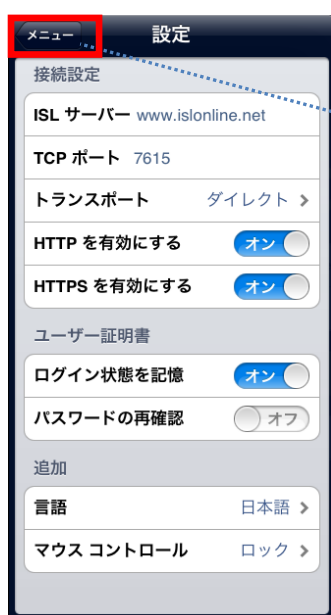 メニュー
設定
接続設定
ISL サーバー www.islonline.net
TCP ポート 7615
トランスポート ダイレクト
HTTP を有効にする オン
HTTPS を有効にする オン
ユーザー証明書
ログイン状態を記憶 オン
パスワードの再確認 オフ
追加
言語 日本語
マウス コントロール ロック